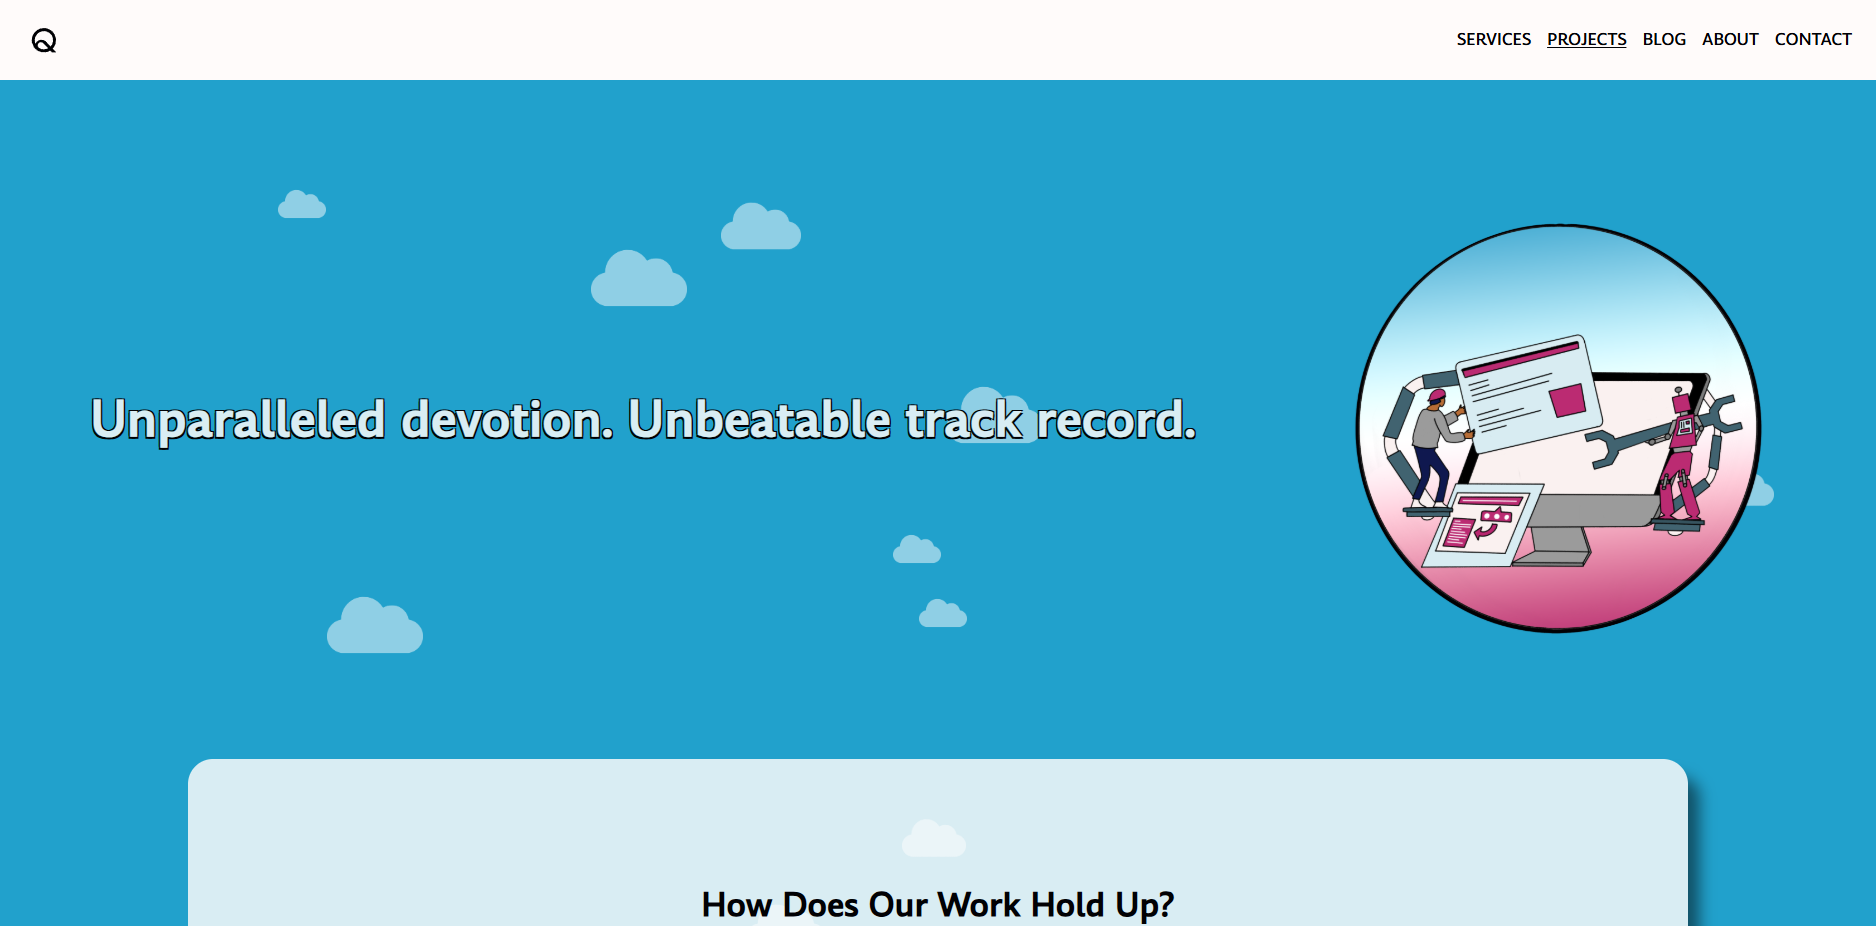 Q
SERVICES PROJECTS BLOG ABOUT CONTACT
Unparalleled devotion. Unbeatable track record.
How Does Our Work Hold Up?